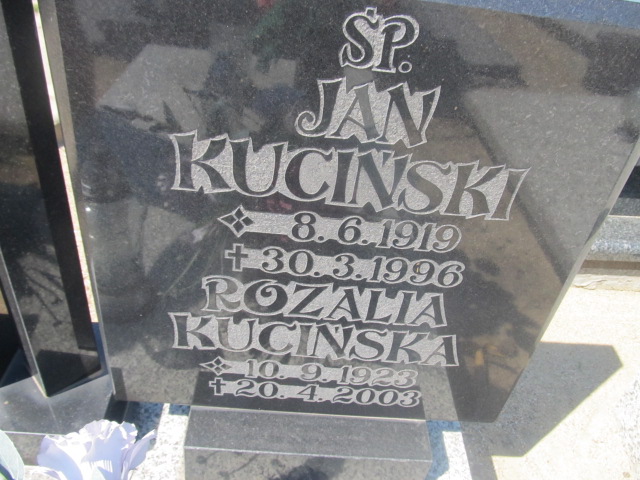 ŚP.
JAN
KUCIŃSKI
8.6.1919
30.3.1996
ROZALIA
KUCIŃSKA
10.9.1923
20.4.2003